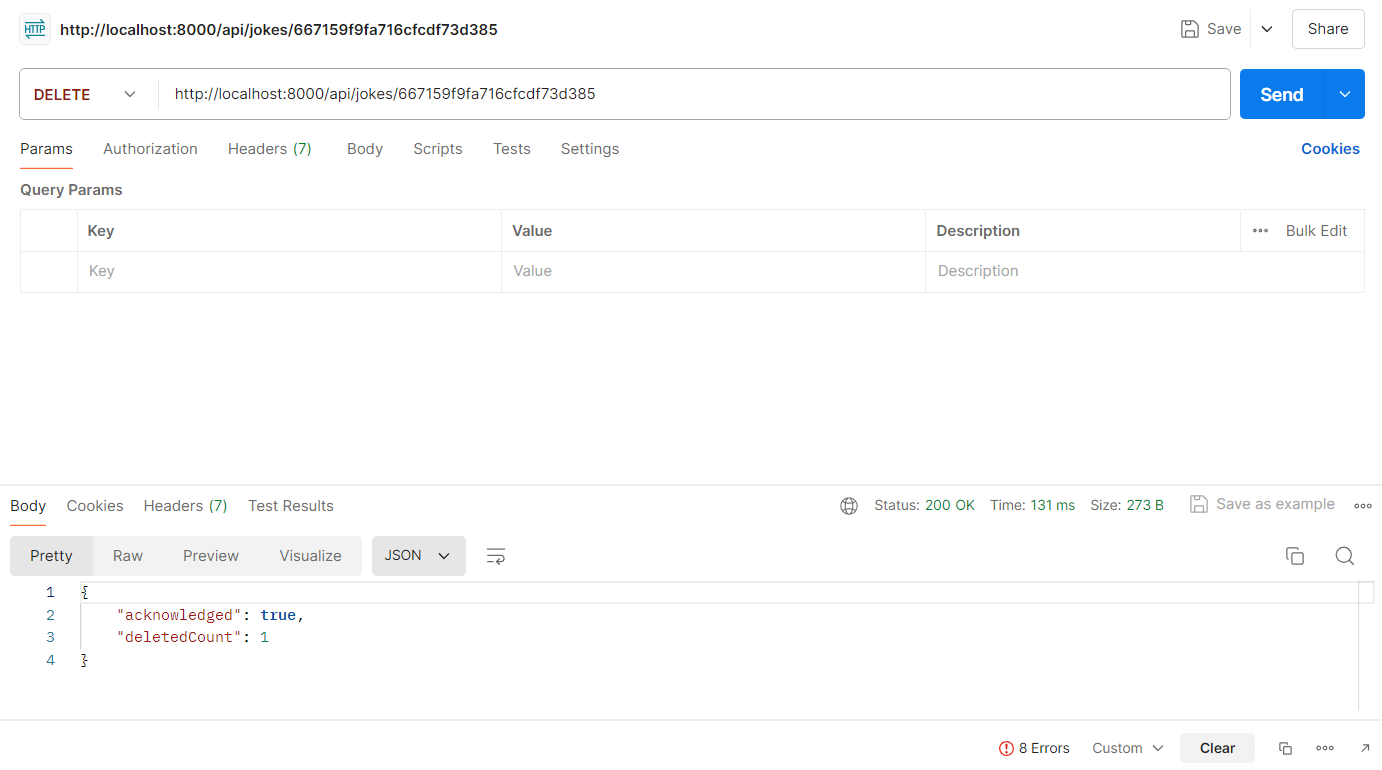 HTTP http://localhost:8000/api/jokes/667159f9fa716cfcdf73d385 Save Share
DELETE http://localhost:8000/api/jokes/667159f9fa716cfcdf73d385 Send
Params Authorization Headers (7) Body Scripts Tests Settings Cookies
Query Params
Key Value Description Bulk Edit
Key Value Description
Body Cookies Headers (7) Test Results Status: 200 OK Time: 131 ms Size: 273 B Save as example
Pretty Raw Preview Visualize JSON
1 {
2 "acknowledged": true,
3 "deletedCount": 1
4 }
8 Errors Custom Clear